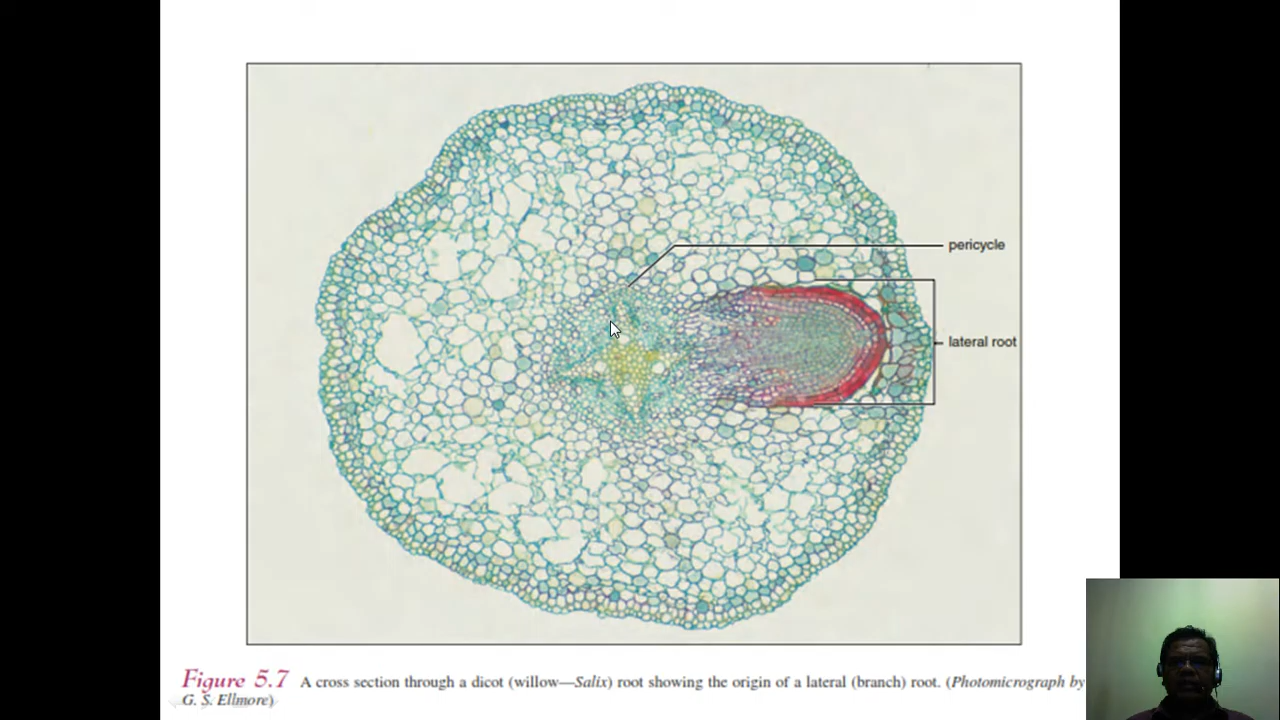 pericycle
lateral root
Figure 5.7 A cross section through a dicot (willow—Salix) root showing the origin of a lateral (branch) root. (Photomicrograph by
G. S. Ellmore)